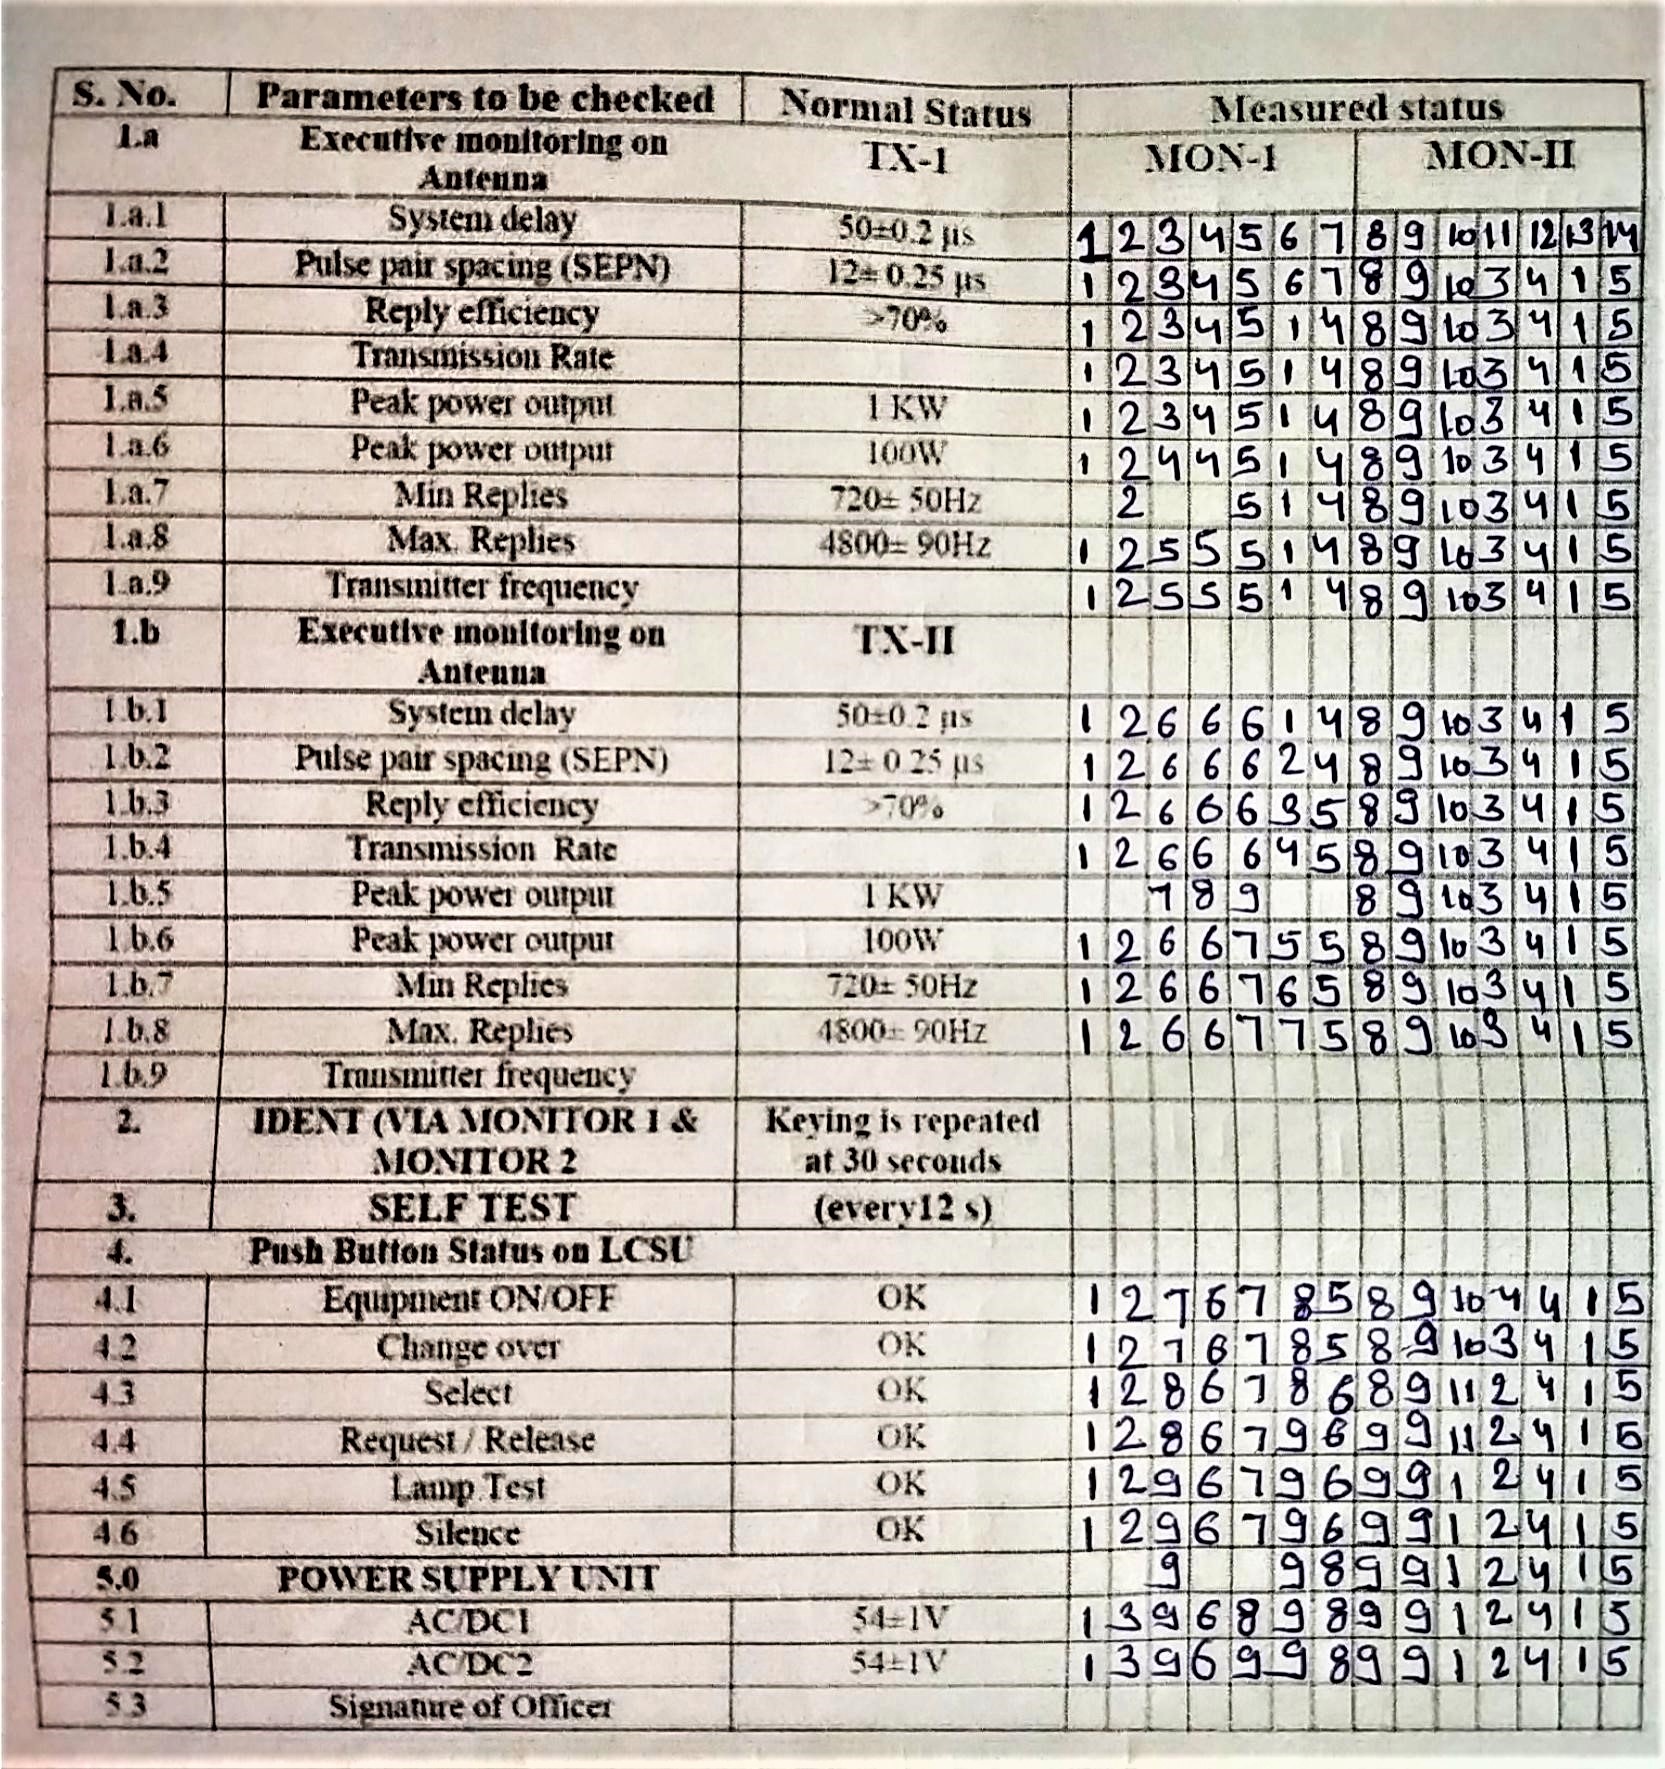 S. No. Parameters to be checked Normal Status Measured status
1.a Executive monitoring on Antenna TX-1 MON-1 MON-II
1.a.1 System delay 50±0.2 µs 1 2 3 4 5 6 7 8 9 10 11 12 13 14
1.a.2 Pulse pair spacing (SEPN) 12± 0.25 µs 1 2 3 4 5 6 7 8 9 10 3 4 1 5
1.a.3 Reply efficiency >70% 1 2 3 4 5 1 4 8 9 10 3 4 1 5
1.a.4 Transmission Rate 1 2 3 4 5 1 4 8 9 10 3 4 1 5
1.a.5 Peak power output 1 KW 1 2 3 4 5 1 4 8 9 10 3 4 1 5
1.a.6 Peak power output 100W 1 2 4 4 5 1 4 8 9 10 3 4 1 5
1.a.7 Min Replies 720± 50Hz 2 5 1 4 8 9 10 3 4 1 5
1.a.8 Max. Replies 4800± 90Hz 1 2 5 5 5 1 4 8 9 10 3 4 1 5
1.a.9 Transmitter frequency 1 2 5 5 5 1 4 8 9 10 3 4 1 5
1.b Executive monitoring on Antenna TX-II
1.b.1 System delay 50±0.2 µs 1 2 6 6 6 1 4 8 9 10 3 4 1 5
1.b.2 Pulse pair spacing (SEPN) 12± 0.25 µs 1 2 6 6 6 2 4 8 9 10 3 4 1 5
1.b.3 Reply efficiency >70% 1 2 6 6 6 3 5 8 9 10 3 4 1 5
1.b.4 Transmission Rate 1 2 6 6 6 4 5 8 9 10 3 4 1 5
1.b.5 Peak power output 1 KW 7 8 9 8 9 10 3 4 1 5
1.b.6 Peak power output 100W 1 2 6 6 7 5 5 8 9 10 3 4 1 5
1.b.7 Min Replies 720± 50Hz 1 2 6 6 7 6 5 8 9 10 3 4 1 5
1.b.8 Max. Replies 4800± 90Hz 1 2 6 6 7 7 5 8 9 10 3 4 1 5
1.b.9 Transmitter frequency
2. IDENT (VIA MONITOR 1 & MONITOR 2 Keying is repeated at 30 seconds
3. SELF TEST (every12 s)
4. Push Button Status on LCSU
4.1 Equipment ON/OFF OK 1 2 7 6 7 8 5 8 9 10 4 4 1 5
4.2 Change over OK 1 2 7 6 7 8 5 8 9 10 3 4 1 5
4.3 Select OK 1 2 8 6 7 8 6 8 9 11 2 4 1 5
4.4 Request / Release OK 1 2 8 6 7 9 6 9 9 11 2 4 1 5
4.5 Lamp Test OK 1 2 9 6 7 9 6 9 9 1 2 4 1 5
4.6 Silence OK 1 2 9 6 7 9 6 9 9 1 2 4 1 5
5.0 POWER SUPPLY UNIT 9 9 8 9 9 1 2 4 1 5
5.1 AC/DC1 54±1V 1 3 9 6 8 9 8 9 9 1 2 4 1 5
5.2 AC/DC2 54±1V 1 3 9 6 9 9 8 9 9 1 2 4 1 5
5.3 Signature of Officer